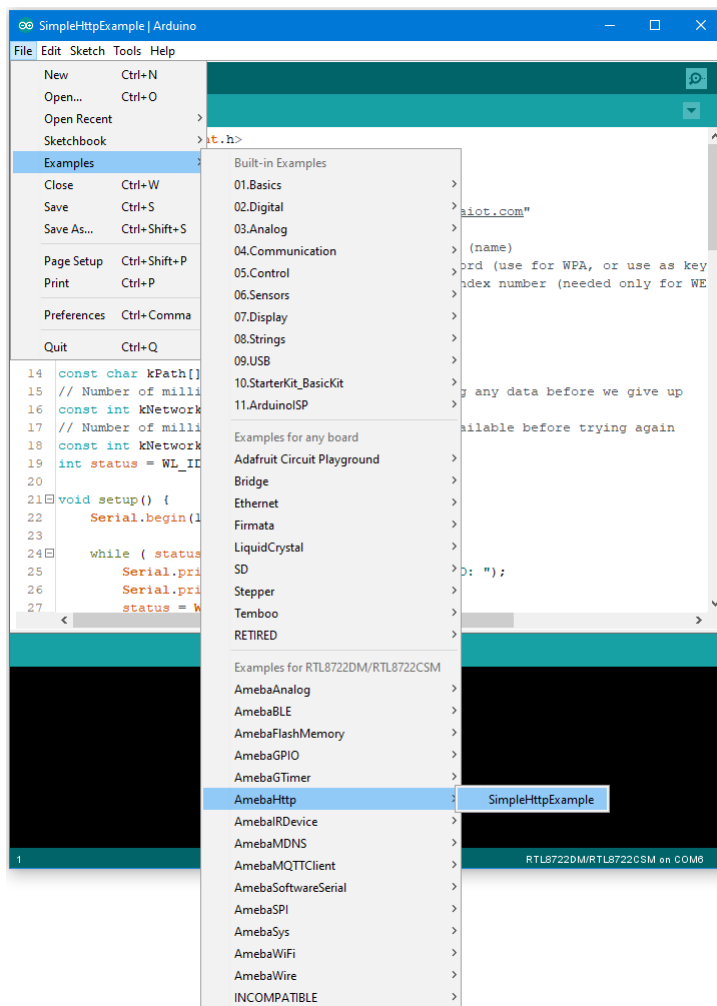 SimpleHttpExample | Arduino
File Edit Sketch Tools Help
New Ctrl+N
Open... Ctrl+O
Open Recent
Sketchbook
Examples
Close Ctrl+W
Save Ctrl+S
Save As... Ctrl+Shift+S
Page Setup Ctrl+Shift+P
Print Ctrl+P
Preferences Ctrl+Comma
Quit Ctrl+Q
Built-in Examples
01.Basics
02.Digital
03.Analog
04.Communication
05.Control
06.Sensors
07.Display
08.Strings
09.USB
10.StarterKit_BasicKit
11.ArduinoISP
Examples for any board
Adafruit Circuit Playground
Bridge
Ethernet
Firmata
LiquidCrystal
SD
Stepper
Temboo
RETIRED
Examples for RTL8722DM/RTL8722CSM
AmebaAnalog
AmebaBLE
AmebaFlashMemory
AmebaGPIO
AmebaGTimer
AmebaHttp
SimpleHttpExample
AmebaIRDevice
AmebaMDNS
AmebaMQTTClient
AmebaSoftwareSerial
AmebaSPI
AmebaSys
AmebaWiFi
AmebaWire
INCOMPATIBLE
t.h>
aiot.com"
(name)
ord (use for WPA, or use as key
ndex number (needed only for WE
14 const char kPath[]
15 // Number of milli g any data before we give up
16 const int kNetwork
17 // Number of milli ailable before trying again
18 const int kNetwork
19 int status = WL_ID
20
21 void setup() {
22 Serial.begin(1
23
24 while ( status
25 Serial.pri D: ");
26 Serial.pri
27 status = W
1 RTL8722DM/RTL8722CSM on COM6